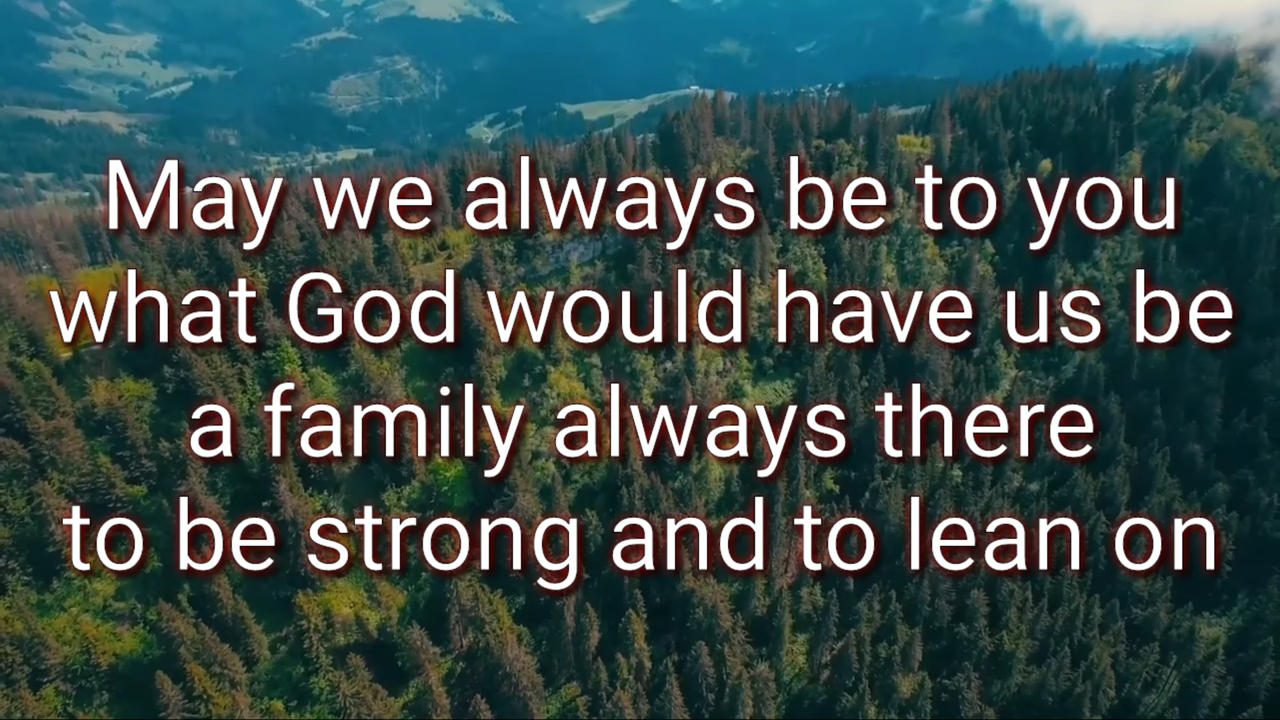 May we always be to you
what God would have us be
a family always there
to be strong and to lean on